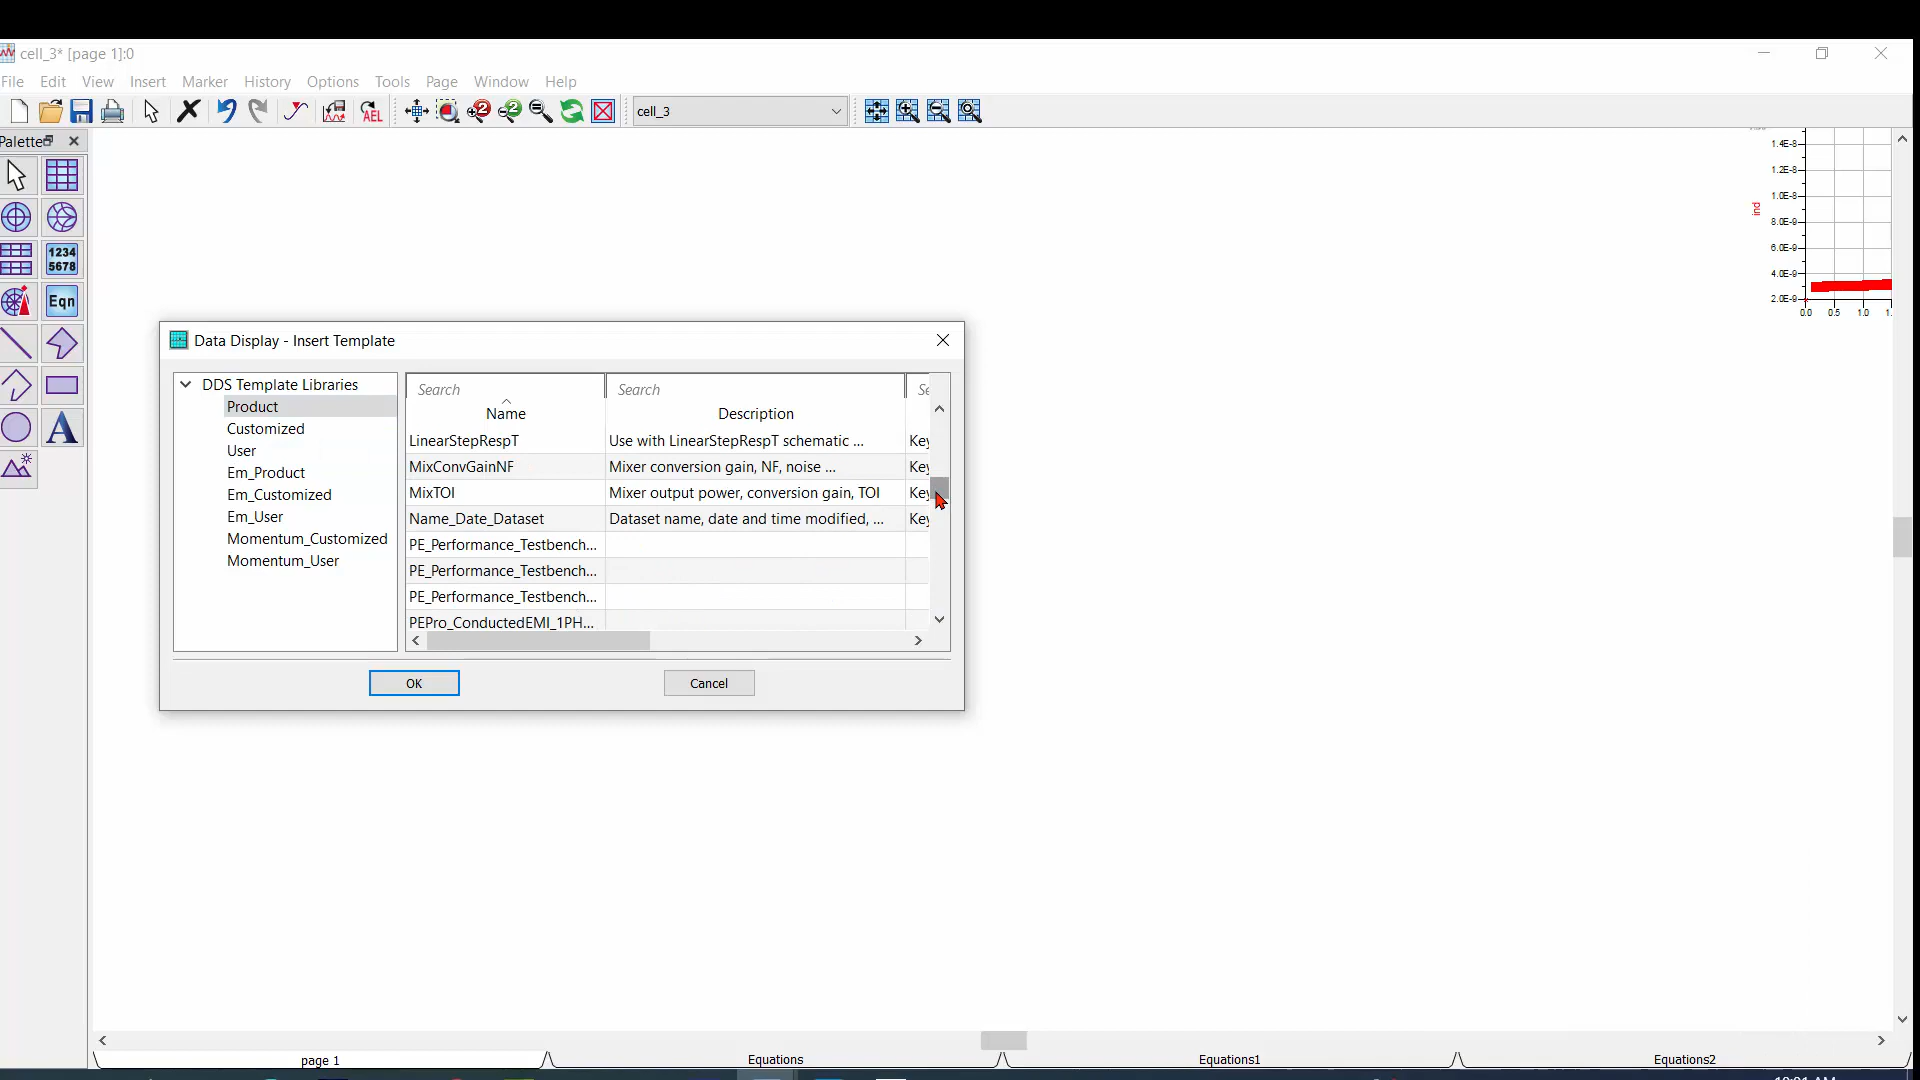 cell_3* [page 1]:0
File Edit View Insert Marker History Options Tools Page Window Help
AEL
cell_3
Palette
1234
5678
Eqn
1.4E-8
1.2E-8
1.0E-8
8.0E-9
6.0E-9
4.0E-9
2.0E-9
ind
0.0 0.5 1.0 1.
Data Display - Insert Template
DDS Template Libraries
Product
Customized
User
Em_Product
Em_Customized
Em_User
Momentum_Customized
Momentum_User
Search Search Se
Name Description
LinearStepRespT Use with LinearStepRespT schematic ... Key
MixConvGainNF Mixer conversion gain, NF, noise ... Key
MixTOI Mixer output power, conversion gain, TOI Key
Name_Date_Dataset Dataset name, date and time modified, ... Key
PE_Performance_Testbench...
PE_Performance_Testbench...
PE_Performance_Testbench...
PEPro_ConductedEMI_1PH...
OK Cancel
page 1 Equations Equations1 Equations2